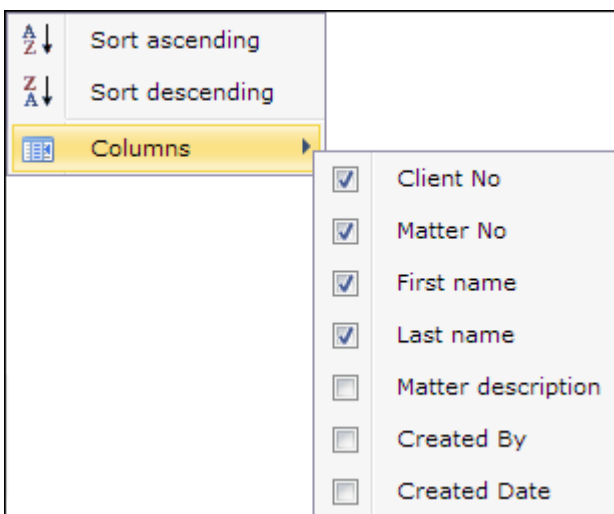 Sort ascending
Sort descending
Columns
Client No
Matter No
First name
Last name
Matter description
Created By
Created Date